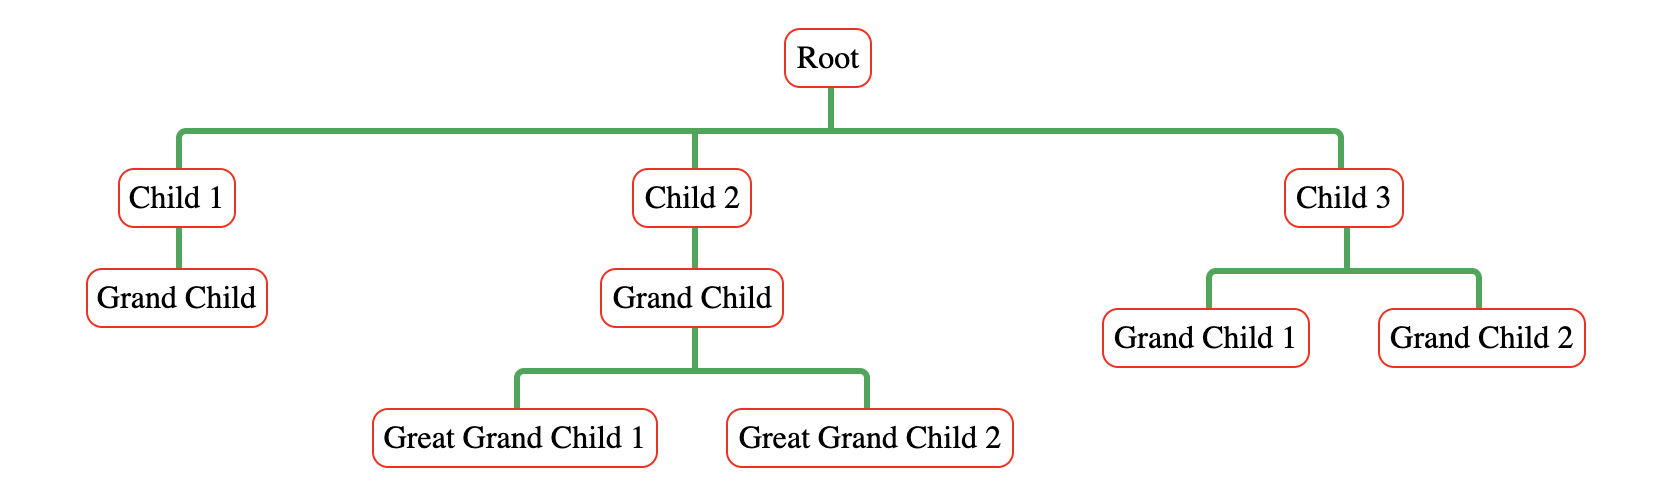 Root
Child 1
Child 2
Child 3
Grand Child
Grand Child
Grand Child 1
Grand Child 2
Great Grand Child 1
Great Grand Child 2